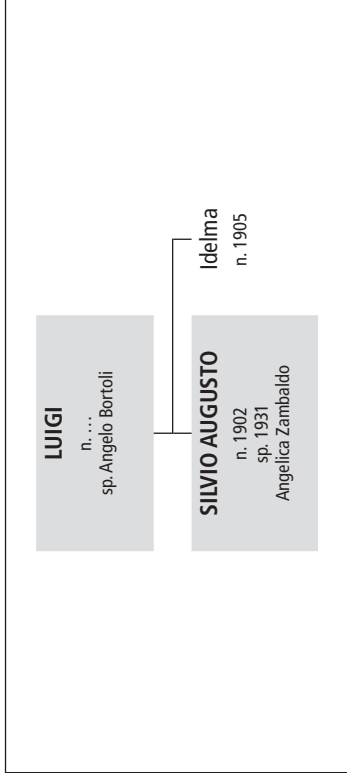 LUIGI
n. …
sp. Angelo Bortoli
SILVIO AUGUSTO
n. 1902
sp. 1931
Angelica Zambaldo
Idelma
n. 1905